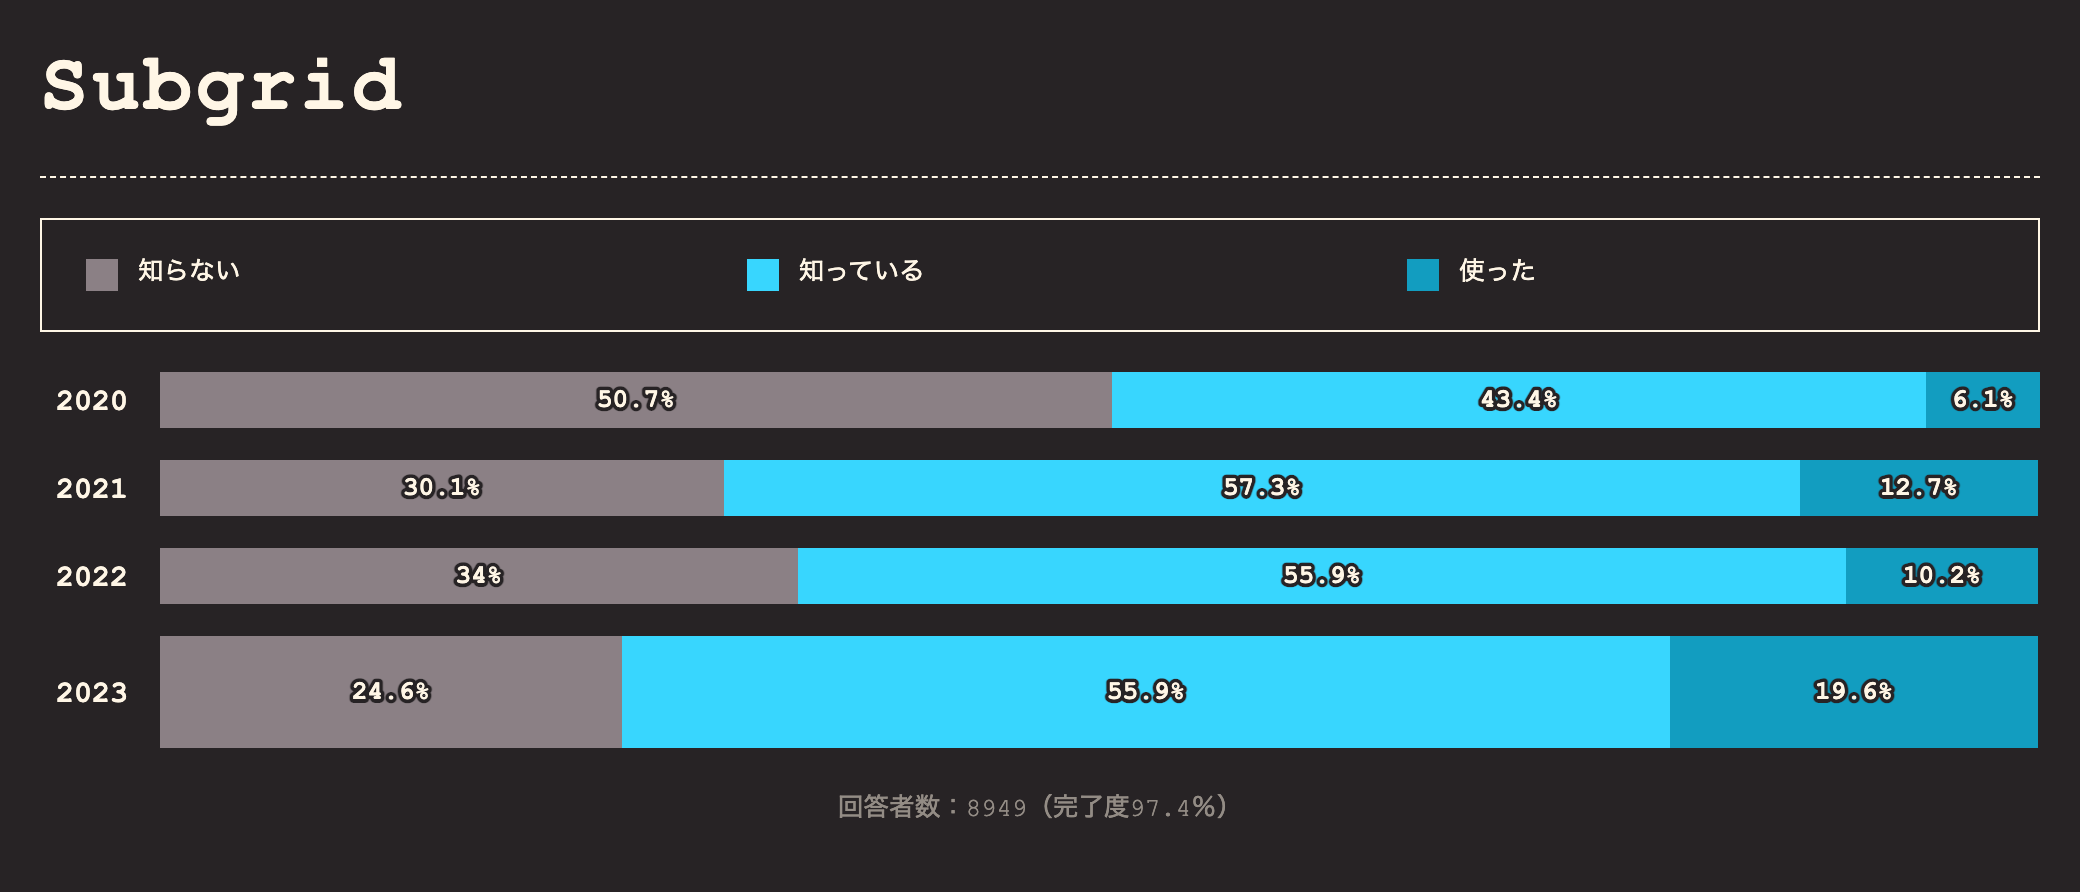 Subgrid
知らない 知っている 使った
2020 50.7% 43.4% 6.1%
2021 30.1% 57.3% 12.7%
2022 34% 55.9% 10.2%
2023 24.6% 55.9% 19.6%
回答者数：8949（完了度97.4%）